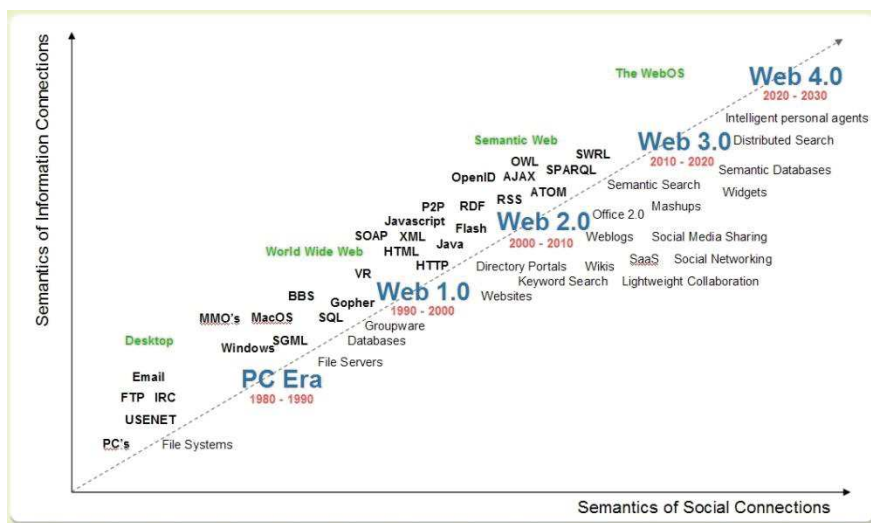 Semantics of Information Connections
The WebOS
Web 4.0
2020 - 2030
Intelligent personal agents
Semantic Web
Web 3.0
Distributed Search
2010 - 2020
SWRL
OWL
SPARQL
Semantic Databases
OpenID
AJAX
Semantic Search
Widgets
ATOM
RSS
P2P
RDF
Mashups
Office 2.0
Javascript
Web 2.0
Flash
SOAP
XML
Weblogs
Social Media Sharing
2000 - 2010
Java
World Wide Web
HTML
SaaS
Social Networking
HTTP
Directory Portals
Wikis
VR
Keyword Search
Lightweight Collaboration
Web 1.0
BBS
Websites
Gopher
1990 - 2000
MMO's
MacOS
SQL
Groupware
Desktop
SGML
Databases
Windows
File Servers
Email
PC Era
FTP
IRC
1980 - 1990
USENET
PC's
File Systems
Semantics of Social Connections